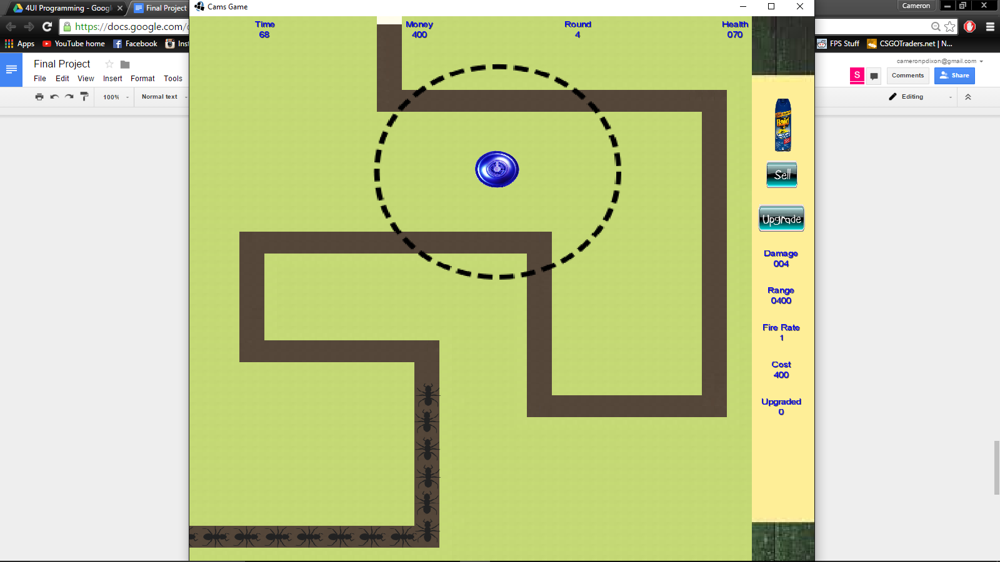 4UI Programming - Googl
Final Project
Cams Game
Cameron
https://docs.google.com/
Apps
YouTube home
Facebook
Ins
FPS Stuff
CSGOTraders.net | N...
Final Project
File Edit View Insert Format Tools
100%
Normal text
cameronpdixon@gmail.com
S
Comments
Share
Editing
Time
68
Money
400
Round
4
Health
070
Raid
Sell
Upgrade
Damage
004
Range
0400
Fire Rate
1
Cost
400
Upgraded
0